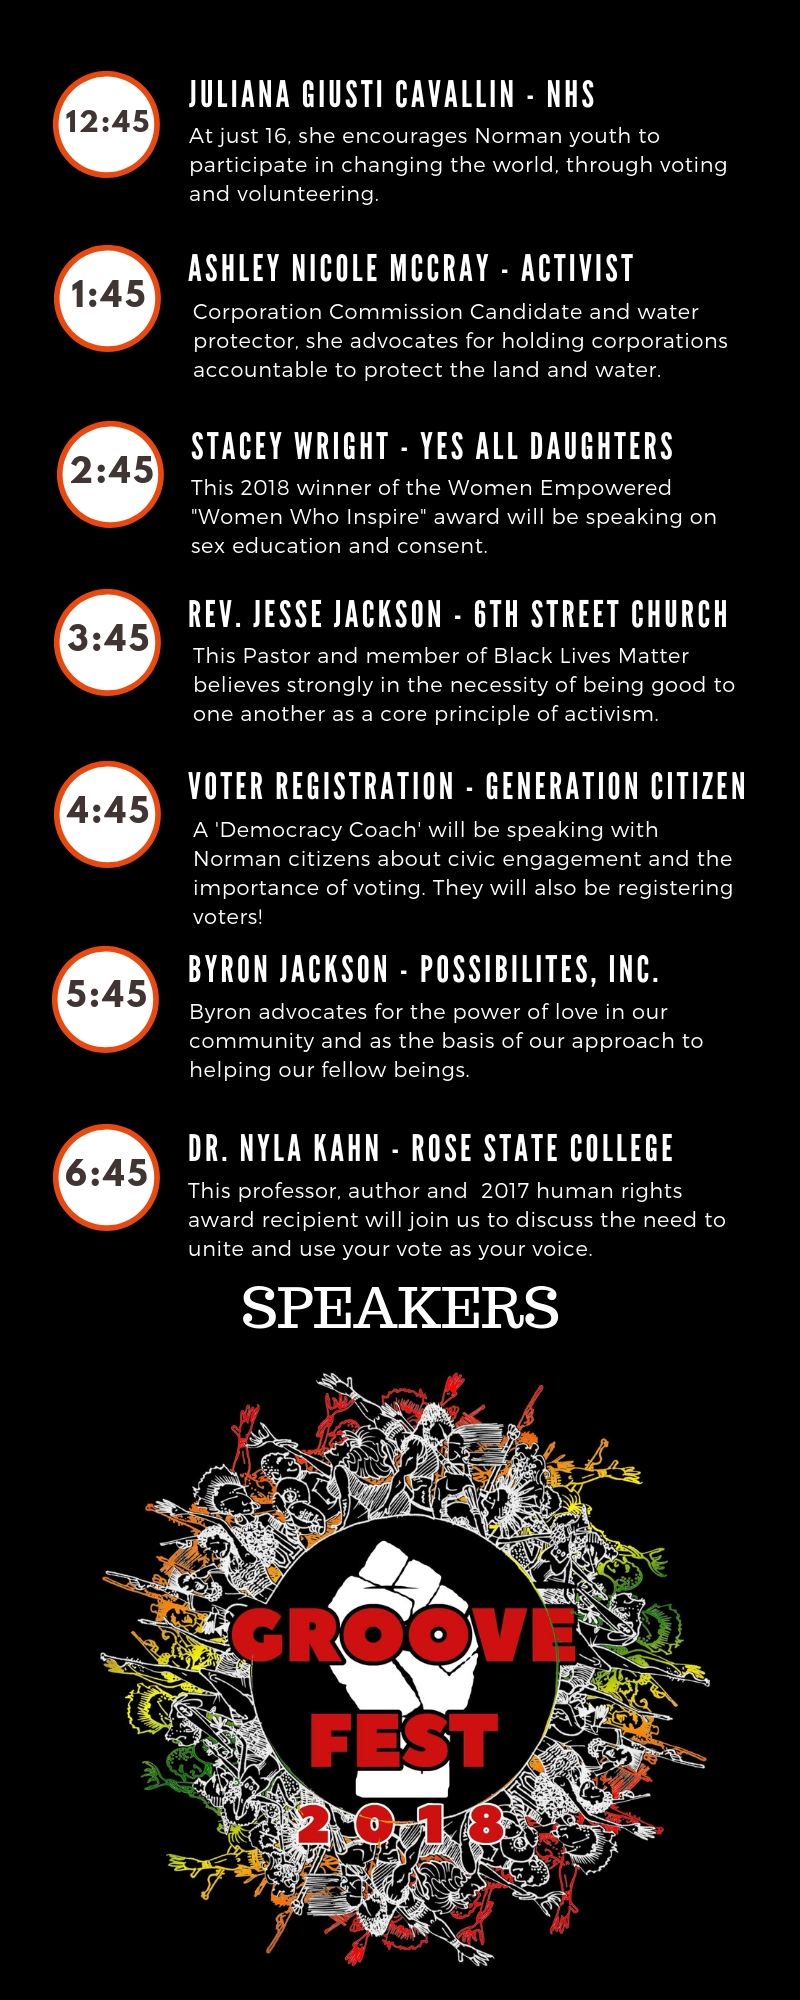 12:45
JULIANA GIUSTI CAVALLIN - NHS
At just 16, she encourages Norman youth to
participate in changing the world, through voting
and volunteering.
1:45
ASHLEY NICOLE MCCRAY - ACTIVIST
Corporation Commission Candidate and water
protector, she advocates for holding corporations
accountable to protect the land and water.
2:45
STACEY WRIGHT - YES ALL DAUGHTERS
This 2018 winner of the Women Empowered
"Women Who Inspire" award will be speaking on
sex education and consent.
3:45
REV. JESSE JACKSON - 6TH STREET CHURCH
This Pastor and member of Black Lives Matter
believes strongly in the necessity of being good to
one another as a core principle of activism.
4:45
VOTER REGISTRATION - GENERATION CITIZEN
A 'Democracy Coach' will be speaking with
Norman citizens about civic engagement and the
importance of voting. They will also be registering
voters!
5:45
BYRON JACKSON - POSSIBILITES, INC.
Byron advocates for the power of love in our
community and as the basis of our approach to
helping our fellow beings.
6:45
DR. NYLA KAHN - ROSE STATE COLLEGE
This professor, author and  2017 human rights
award recipient will join us to discuss the need to
unite and use your vote as your voice.
SPEAKERS
GROOVE
FEST
2018